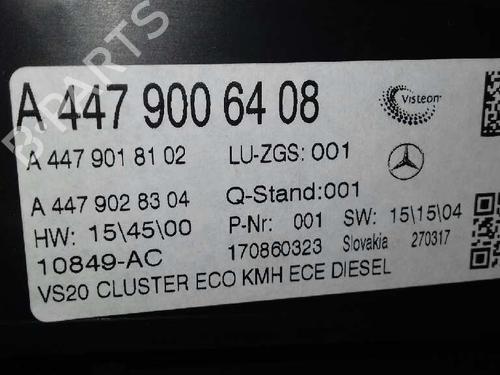 A 447 900 64 08
Visteon
A 447 901 81 02 LU-ZGS: 001
A 447 902 83 04 Q-Stand:001
HW: 15\45\00 P-Nr: 001 SW: 15\15\04
10849-AC 170860323 Slovakia 270317
VS20 CLUSTER ECO KMH ECE DIESEL
B-PARTS